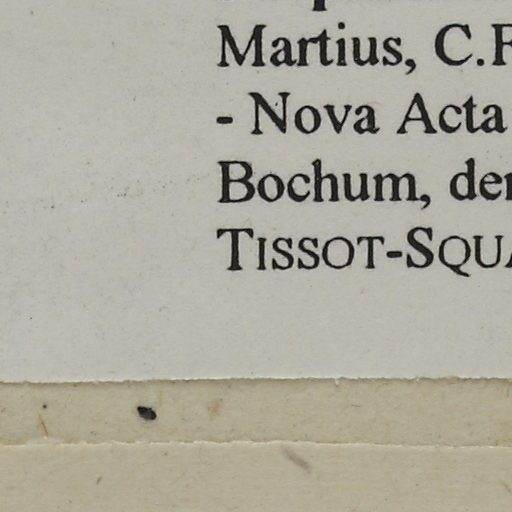 Martius, C.F
- Nova Acta
Bochum, der
TISSOT-SQUA